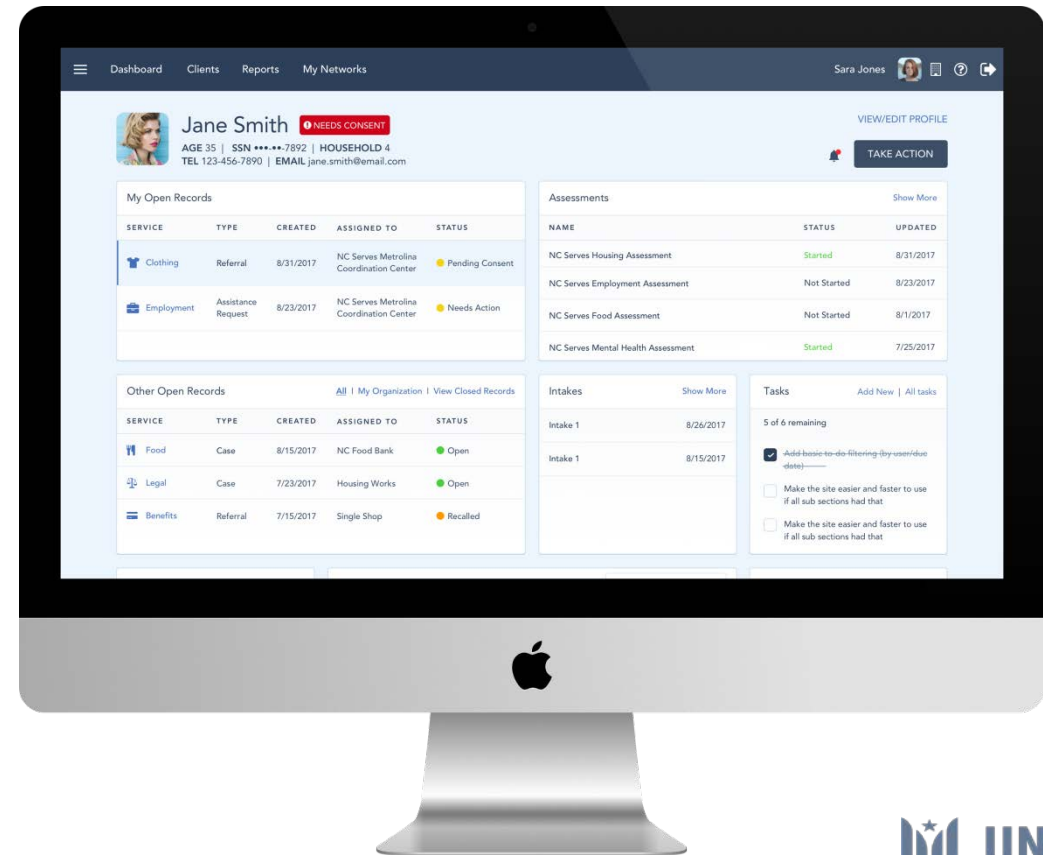 Dashboard Clients Reports My Networks Sara Jones
Jane Smith NEEDS CONSENT VIEW/EDIT PROFILE
AGE 35 | SSN •••-••-7892 | HOUSEHOLD 4
TEL 123-456-7890 | EMAIL jane.smith@email.com
TAKE ACTION
My Open Records
SERVICE TYPE CREATED ASSIGNED TO STATUS
Clothing Referral 8/31/2017 NC Serves Metrolina
Coordination Center Pending Consent
Employment Assistance
Request 8/23/2017 NC Serves Metrolina
Coordination Center Needs Action
Assessments Show More
NAME STATUS UPDATED
NC Serves Housing Assessment Started 8/31/2017
NC Serves Employment Assessment Not Started 8/23/2017
NC Serves Food Assessment Not Started 8/1/2017
NC Serves Mental Health Assessment Started 7/25/2017
Other Open Records All | My Organization | View Closed Records
SERVICE TYPE CREATED ASSIGNED TO STATUS
Food Case 8/15/2017 NC Food Bank Open
Legal Case 7/23/2017 Housing Works Open
Benefits Referral 7/15/2017 Single Shop Recalled
Intakes Show More
Intake 1 8/26/2017
Intake 1 8/15/2017
Tasks Add New | All tasks
5 of 6 remaining
Add basic to-do filtering (by user/due
date)
Make the site easier and faster to use
if all sub sections had that
Make the site easier and faster to use
if all sub sections had that